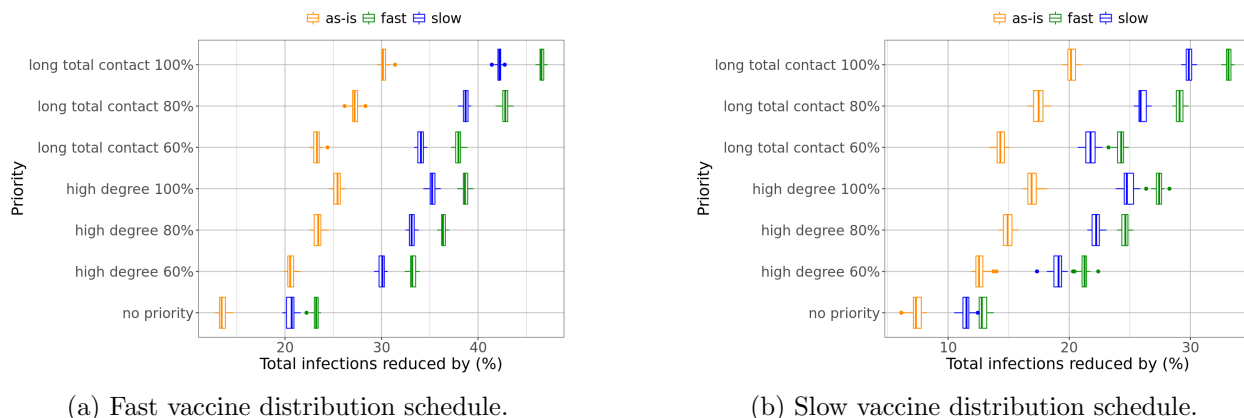 as-is fast slow
Priority
long total contact 100%
long total contact 80%
long total contact 60%
high degree 100%
high degree 80%
high degree 60%
no priority
20 30 40
Total infections reduced by (%)
(a) Fast vaccine distribution schedule.
as-is fast slow
Priority
long total contact 100%
long total contact 80%
long total contact 60%
high degree 100%
high degree 80%
high degree 60%
no priority
10 20 30
Total infections reduced by (%)
(b) Slow vaccine distribution schedule.